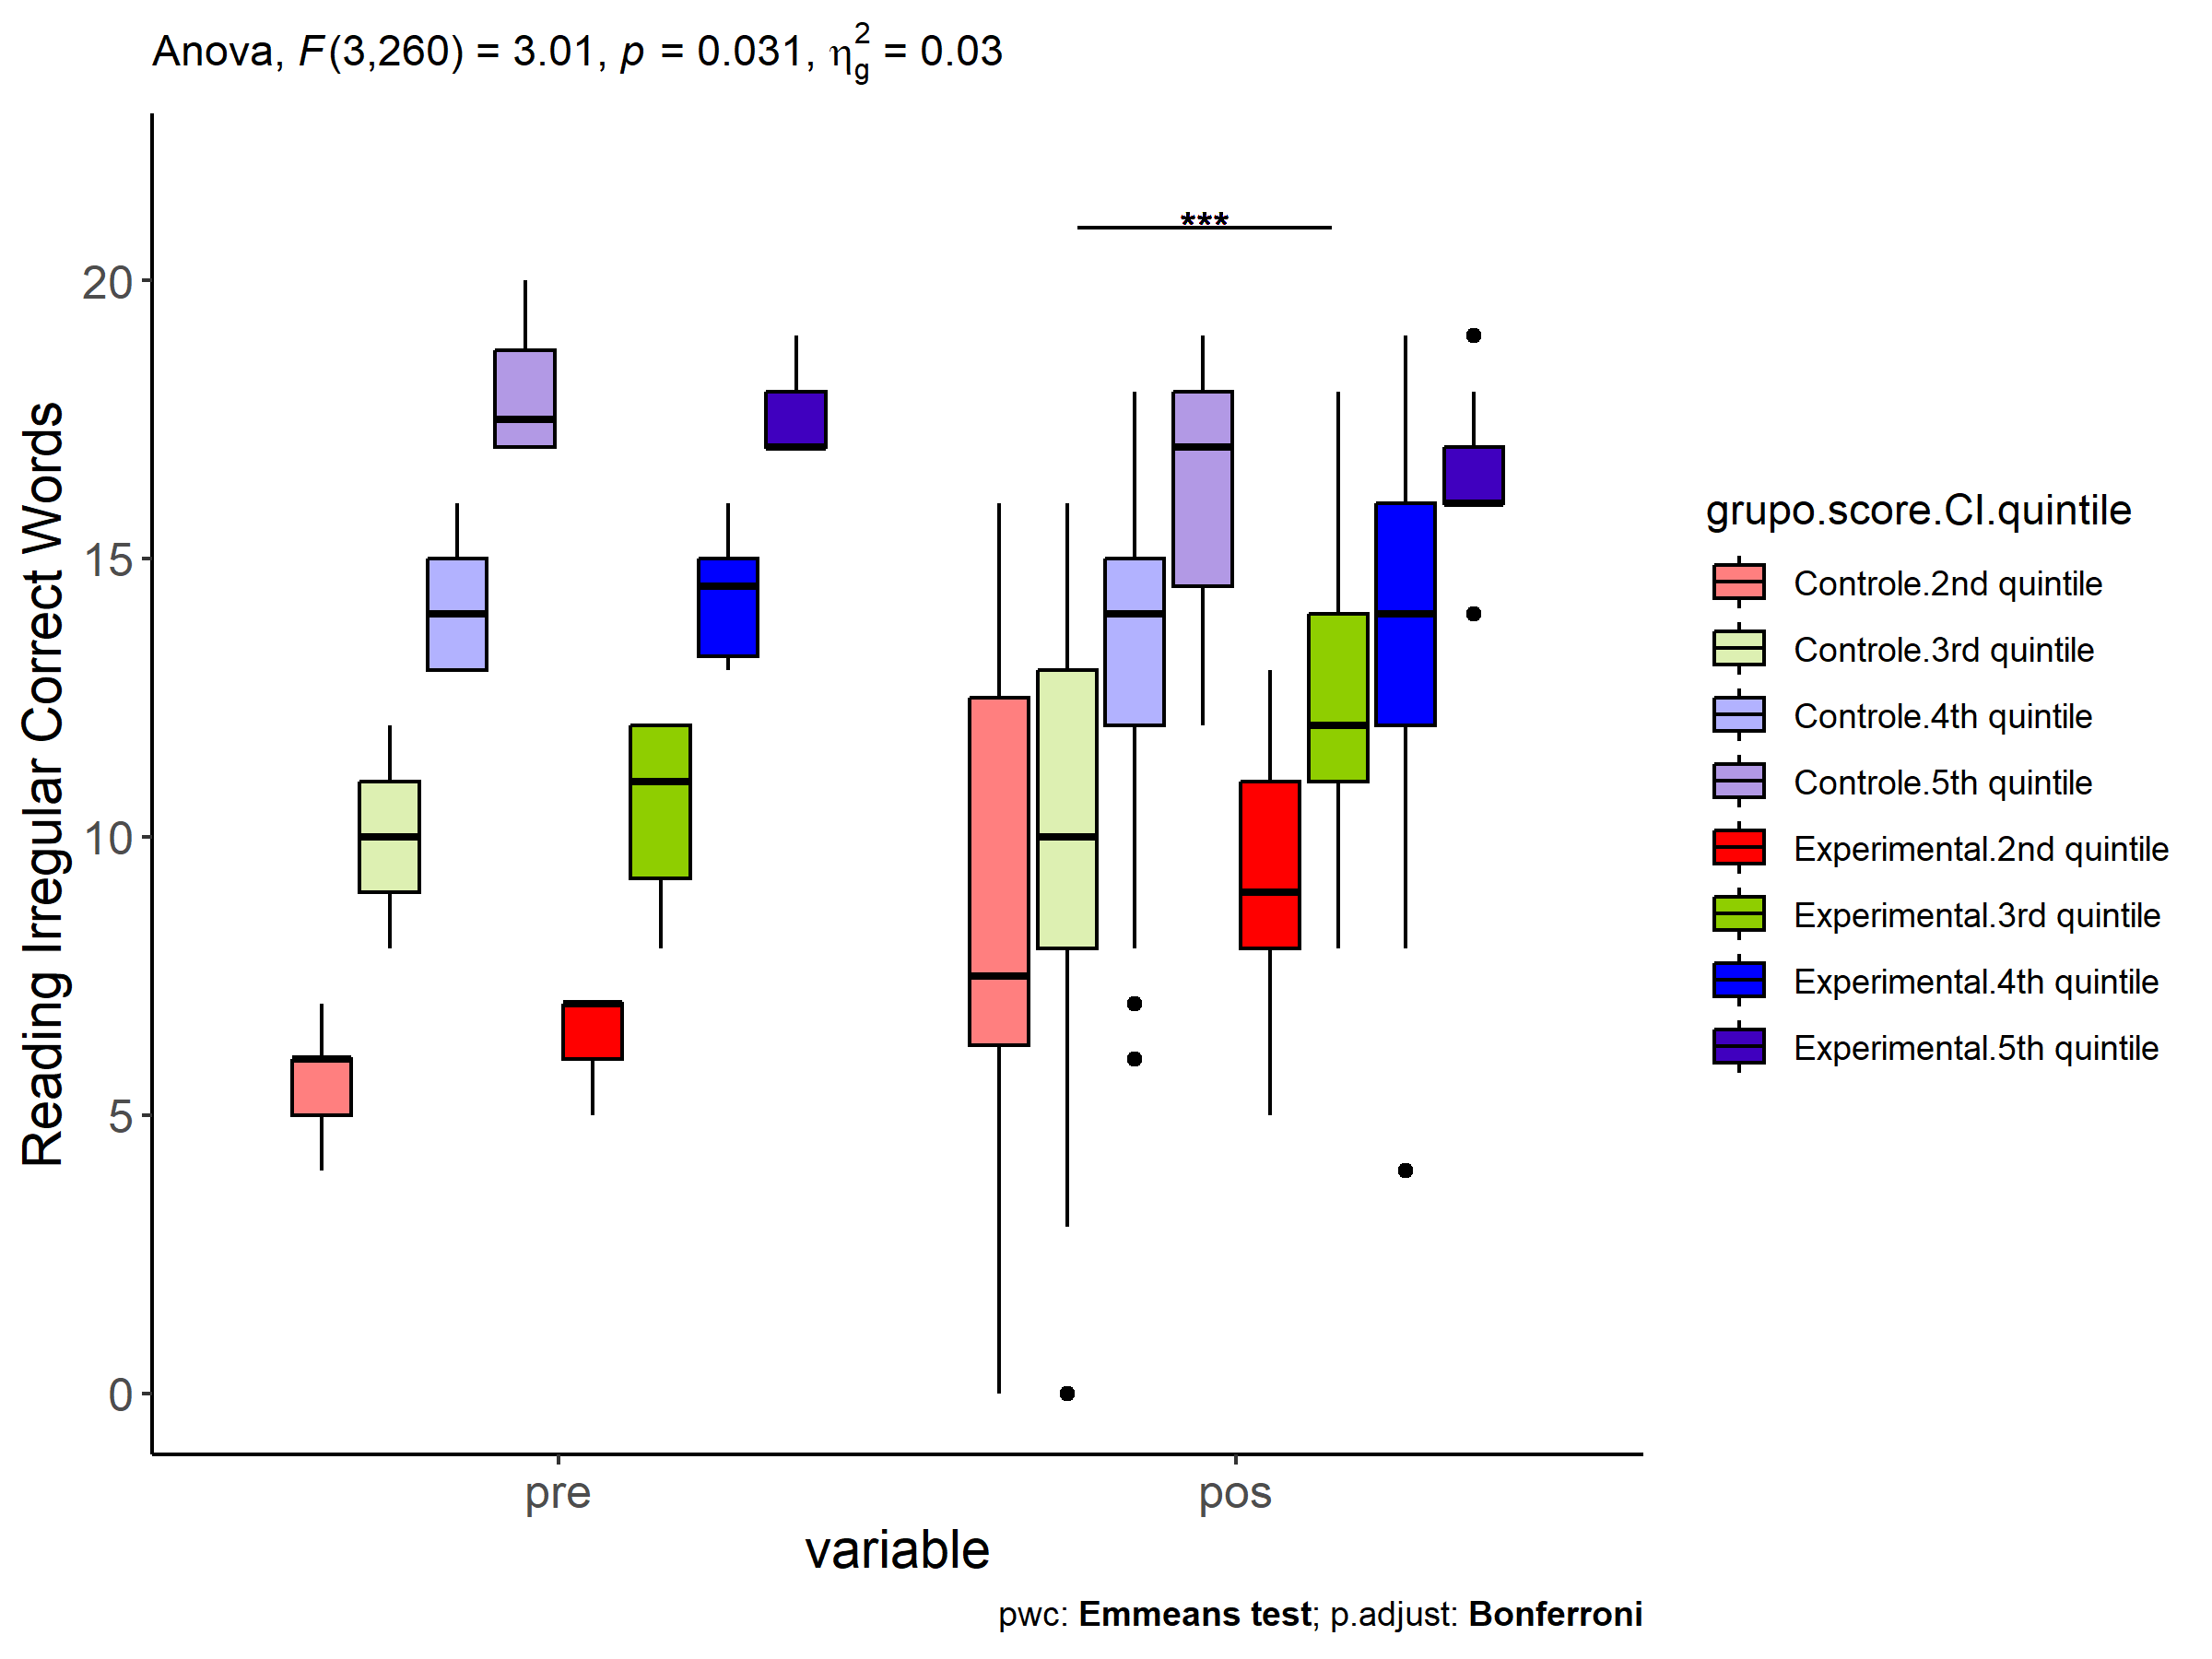 Anova, F(3,260) = 3.01, p = 0.031, η²g = 0.03
***
Reading Irregular Correct Words
20
15
10
5
0
pre
pos
variable
grupo.score.CI.quintile
Controle.2nd quintile
Controle.3rd quintile
Controle.4th quintile
Controle.5th quintile
Experimental.2nd quintile
Experimental.3rd quintile
Experimental.4th quintile
Experimental.5th quintile
pwc: Emmeans test; p.adjust: Bonferroni